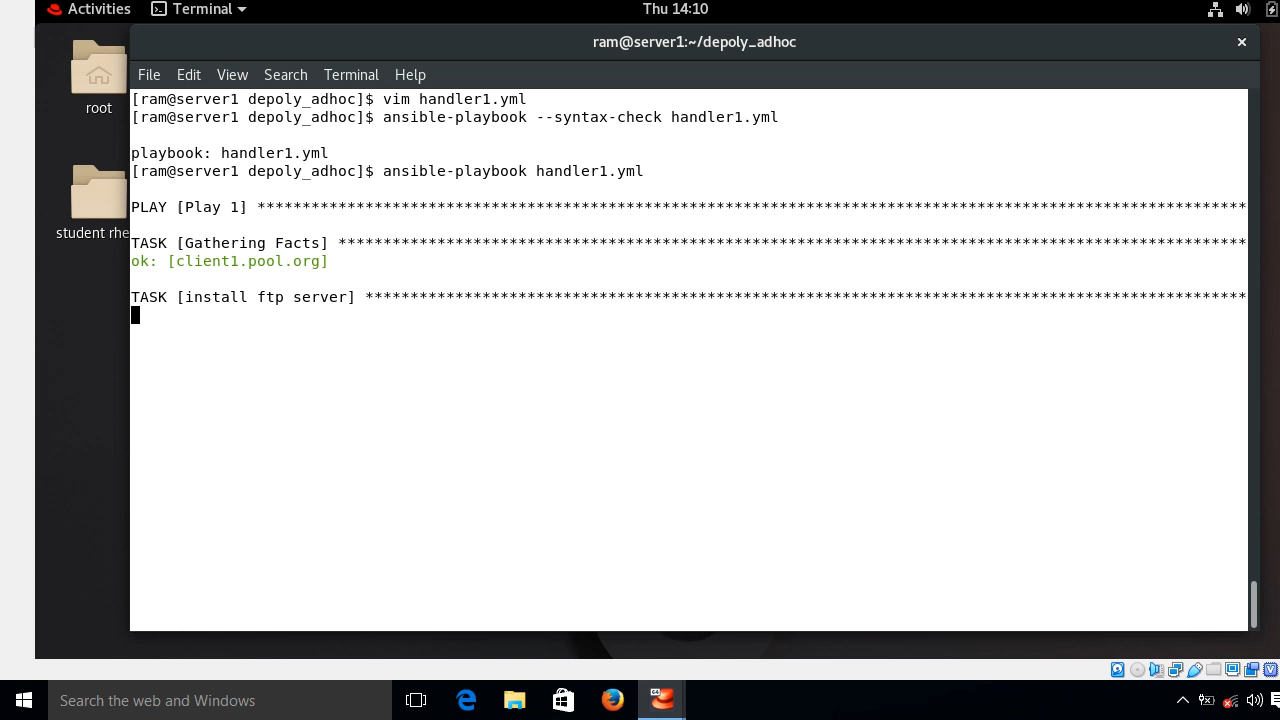 Activities Terminal Thu 14:10
ram@server1:~/depoly_adhoc
File Edit View Search Terminal Help
root
student rhe
[ram@server1 depoly_adhoc]$ vim handler1.yml
[ram@server1 depoly_adhoc]$ ansible-playbook --syntax-check handler1.yml
playbook: handler1.yml
[ram@server1 depoly_adhoc]$ ansible-playbook handler1.yml
PLAY [Play 1] **************************************************************************************************************
TASK [Gathering Facts] *****************************************************************************************************
ok: [client1.pool.org]
TASK [install ftp server] **************************************************************************************************
Search the web and Windows